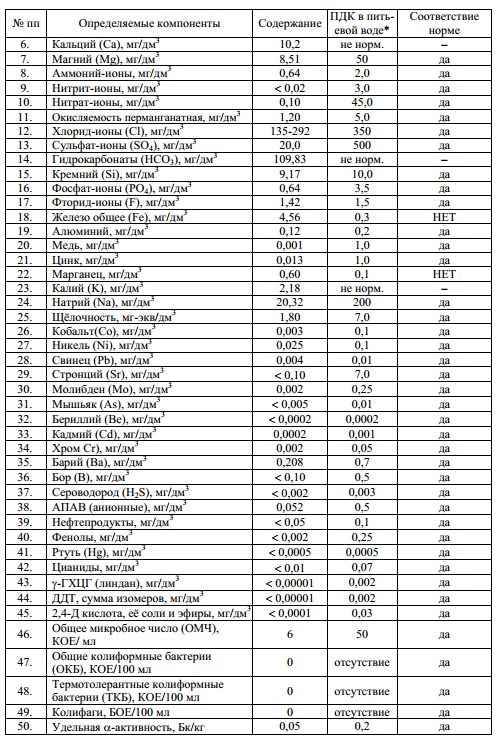 № пп Определяемые компоненты Содержание ПДК в пить-
евой воде* Соответствие
норме
6. Кальций (Ca), мг/дм³ 10,2 не норм. –
7. Магний (Mg), мг/дм³ 8,51 50 да
8. Аммоний-ионы, мг/дм³ 0,64 2,0 да
9. Нитрит-ионы, мг/дм³ < 0,02 3,0 да
10. Нитрат-ионы, мг/дм³ 0,10 45,0 да
11. Окисляемость перманганатная, мг/дм³ 1,20 5,0 да
12. Хлорид-ионы (Cl), мг/дм³ 135-292 350 да
13. Сульфат-ионы (SO₄), мг/дм³ 20,0 500 да
14. Гидрокарбонаты (HCO₃), мг/дм³ 109,83 не норм. –
15. Кремний (Si), мг/дм³ 9,17 10,0 да
16. Фосфат-ионы (PO₄), мг/дм³ 0,64 3,5 да
17. Фторид-ионы (F), мг/дм³ 1,42 1,5 да
18. Железо общее (Fe), мг/дм³ 4,56 0,3 НЕТ
19. Алюминий, мг/дм³ 0,12 0,2 да
20. Медь, мг/дм³ 0,001 1,0 да
21. Цинк, мг/дм³ 0,013 1,0 да
22. Марганец, мг/дм³ 0,60 0,1 НЕТ
23. Калий (K), мг/дм³ 2,18 не норм. –
24. Натрий (Na), мг/дм³ 20,32 200 да
25. Щёлочность, мг-экв/дм³ 1,80 7,0 да
26. Кобальт(Co), мг/дм³ 0,003 0,1 да
27. Никель (Ni), мг/дм³ 0,025 0,1 да
28. Свинец (Pb), мг/дм³ 0,004 0,01 да
29. Стронций (Sr), мг/дм³ < 0,10 7,0 да
30. Молибден (Mo), мг/дм³ 0,002 0,25 да
31. Мышьяк (As), мг/дм³ < 0,005 0,01 да
32. Бериллий (Be), мг/дм³ < 0,0002 0,0002 да
33. Кадмий (Cd), мг/дм³ 0,0002 0,001 да
34. Хром Cr), мг/дм³ 0,002 0,05 да
35. Барий (Ba), мг/дм³ 0,208 0,7 да
36. Бор (B), мг/дм³ < 0,10 0,5 да
37. Сероводород (H₂S), мг/дм³ < 0,002 0,003 да
38. АПАВ (анионные), мг/дм³ 0,052 0,5 да
39. Нефтепродукты, мг/дм³ < 0,05 0,1 да
40. Фенолы, мг/дм³ < 0,002 0,25 да
41. Ртуть (Hg), мг/дм³ < 0,0005 0,0005 да
42. Цианиды, мг/дм³ < 0,01 0,07 да
43. γ-ГХЦГ (линдан), мг/дм³ < 0,00001 0,002 да
44. ДДТ, сумма изомеров, мг/дм³ < 0,00001 0,002 да
45. 2,4-Д кислота, её соли и эфиры, мг/дм³ < 0,0001 0,03 да
46. Общее микробное число (ОМЧ),
КОЕ/ мл 6 50 да
47. Общие колиформные бактерии
(ОКБ), КОЕ/100 мл 0 отсутствие да
48. Термотолерантные колиформные
бактерии (ТКБ), КОЕ/100 мл 0 отсутствие да
49. Колифаги, БОЕ/100 мл 0 отсутствие да
50. Удельная α-активность, Бк/кг 0,05 0,2 да